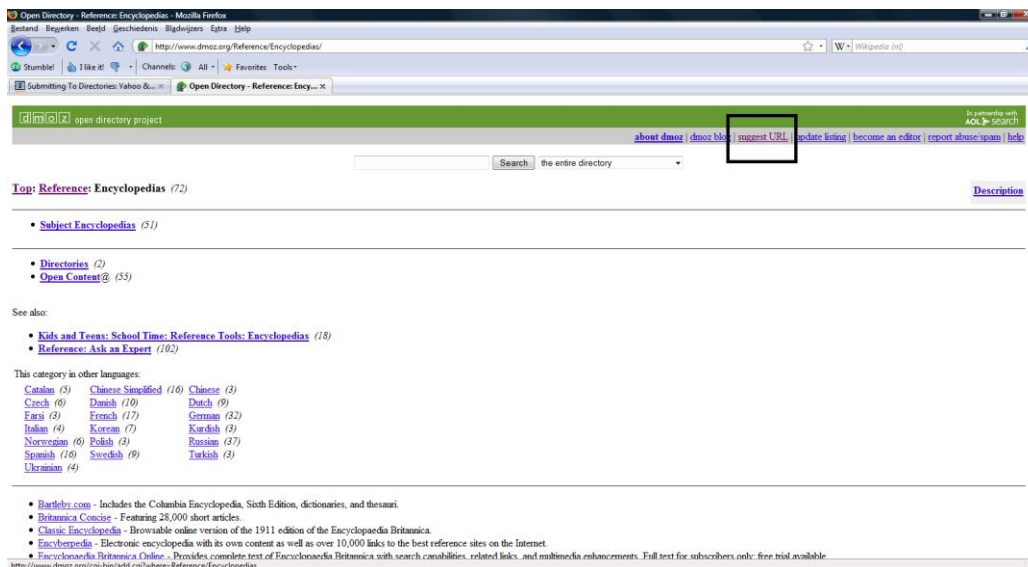 Open Directory - Reference: Encyclopedias - Mozilla Firefox
Bestand Bewerken Beeld Geschiedenis Bladwijzers Extra Help
http://www.dmoz.org/Reference/Encyclopedias/ W Wikipedia (nl)
Stumble! I like it! Channels: All Favorites Tools
Submitting To Directories: Yahoo &... Open Directory - Reference: Ency...
dmoz open directory project In partnership with
AOL search
about dmoz | dmoz blog | suggest URL | update listing | become an editor | report abuse/spam | help
Search the entire directory
Top: Reference: Encyclopedias (72) Description
Subject Encyclopedias (51)
Directories (2)
Open Content@ (55)
See also:
Kids and Teens: School Time: Reference Tools: Encyclopedias (18)
Reference: Ask an Expert (102)
This category in other languages:
Catalan (5) Chinese Simplified (16) Chinese (3)
Czech (6) Danish (10) Dutch (9)
Farsi (3) French (17) German (32)
Italian (4) Korean (7) Kurdish (3)
Norwegian (6) Polish (3) Russian (37)
Spanish (16) Swedish (9) Turkish (3)
Ukrainian (4)
Bartleby.com - Includes the Columbia Encyclopedia, Sixth Edition, dictionaries, and thesauri.
Britannica Concise - Featuring 28,000 short articles.
Classic Encyclopedia - Browsable online version of the 1911 edition of the Encyclopaedia Britannica.
Encyberpedia - Electronic encyclopedia with its own content as well as over 10,000 links to the best reference sites on the Internet.
Encyclopaedia Britannica Online - Provides complete text of Encyclopaedia Britannica with search capabilities, related links, and multimedia enhancements. Full text for subscribers only; free trial available.
http://www.dmoz.org/cgi-bin/add.cgi?where=Reference/Encyclopedias